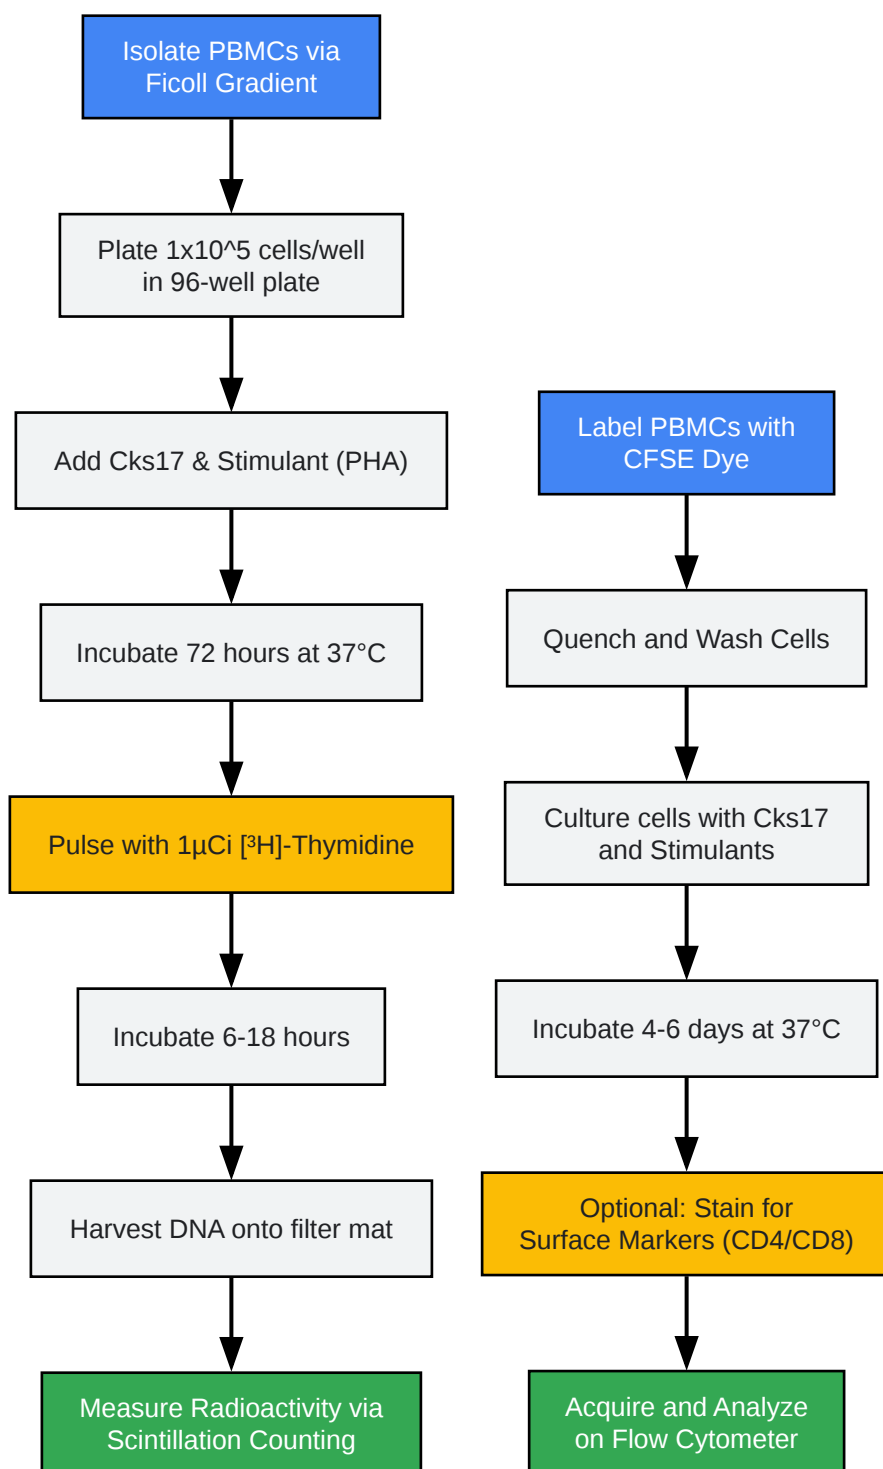 Isolate PBMCs via
Ficoll Gradient
Plate 1x10^5 cells/well
in 96-well plate
Add Cks17 & Stimulant (PHA)
Incubate 72 hours at 37°C
Pulse with 1µCi [³H]-Thymidine
Incubate 6-18 hours
Harvest DNA onto filter mat
Measure Radioactivity via
Scintillation Counting
Label PBMCs with
CFSE Dye
Quench and Wash Cells
Culture cells with Cks17
and Stimulants
Incubate 4-6 days at 37°C
Optional: Stain for
Surface Markers (CD4/CD8)
Acquire and Analyze
on Flow Cytometer